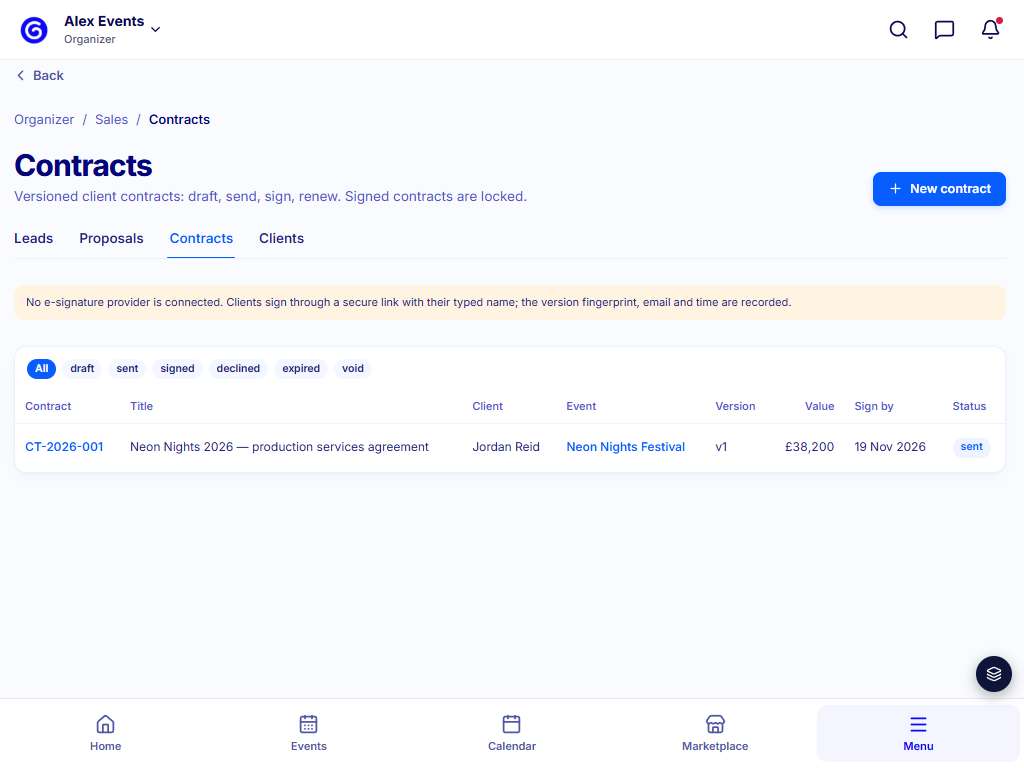 Alex Events
Organizer
Back
Organizer / Sales / Contracts
Contracts
Versioned client contracts: draft, send, sign, renew. Signed contracts are locked.
New contract
Leads Proposals Contracts Clients
No e-signature provider is connected. Clients sign through a secure link with their typed name; the version fingerprint, email and time are recorded.
All draft sent signed declined expired void
Contract Title Client Event Version Value Sign by Status
CT-2026-001 Neon Nights 2026 — production services agreement Jordan Reid Neon Nights Festival v1 £38,200 19 Nov 2026 sent
Home Events Calendar Marketplace Menu